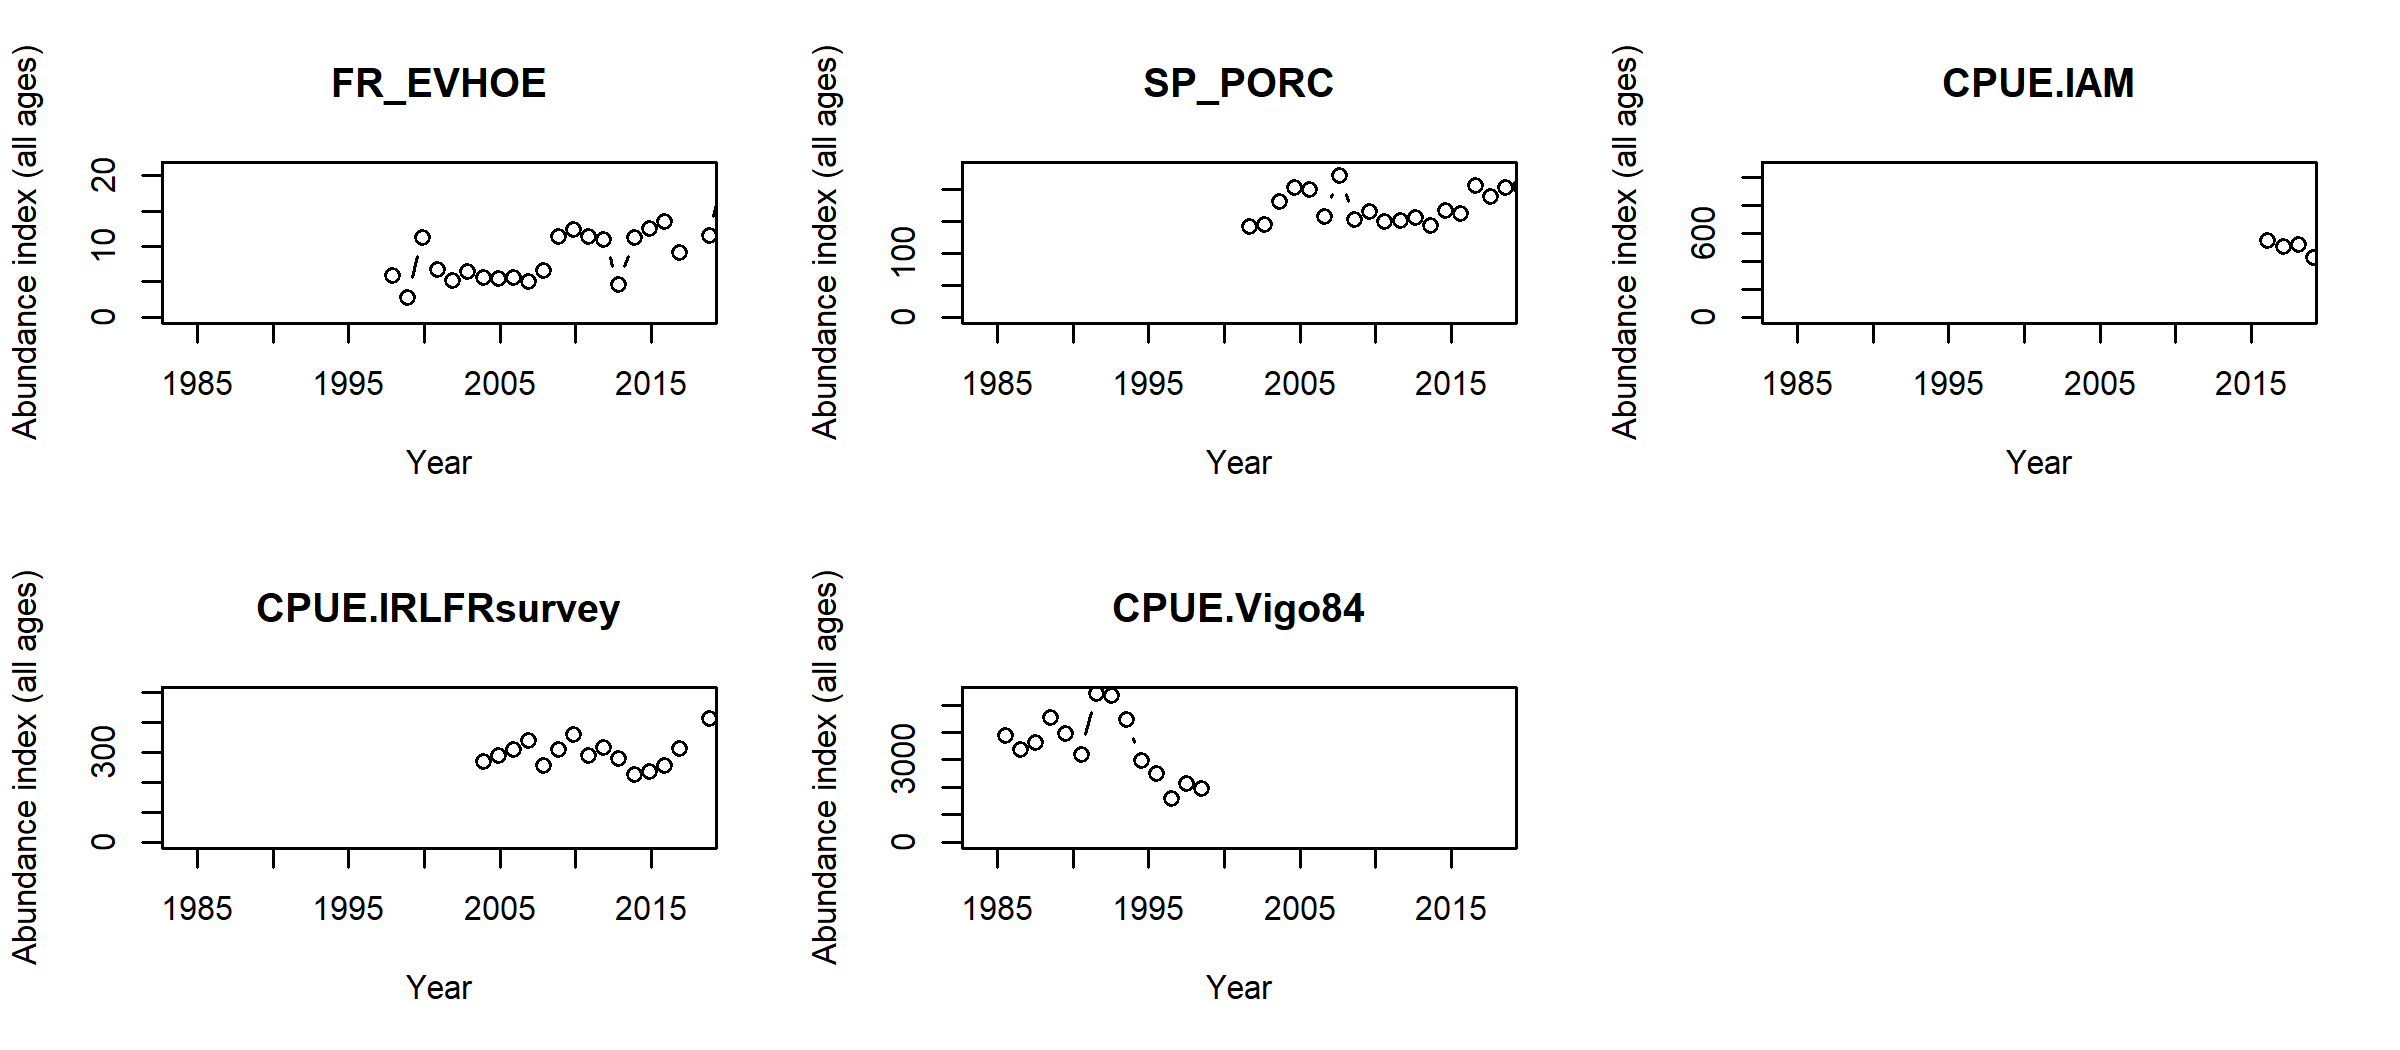 FR_EVHOE
Abundance index (all ages)
20
10
0
1985 1995 2005 2015
Year
SP_PORC
Abundance index (all ages)
100
0
1985 1995 2005 2015
Year
CPUE.IAM
Abundance index (all ages)
600
0
1985 1995 2005 2015
Year
CPUE.IRLFRsurvey
Abundance index (all ages)
300
0
1985 1995 2005 2015
Year
CPUE.Vigo84
Abundance index (all ages)
3000
0
1985 1995 2005 2015
Year